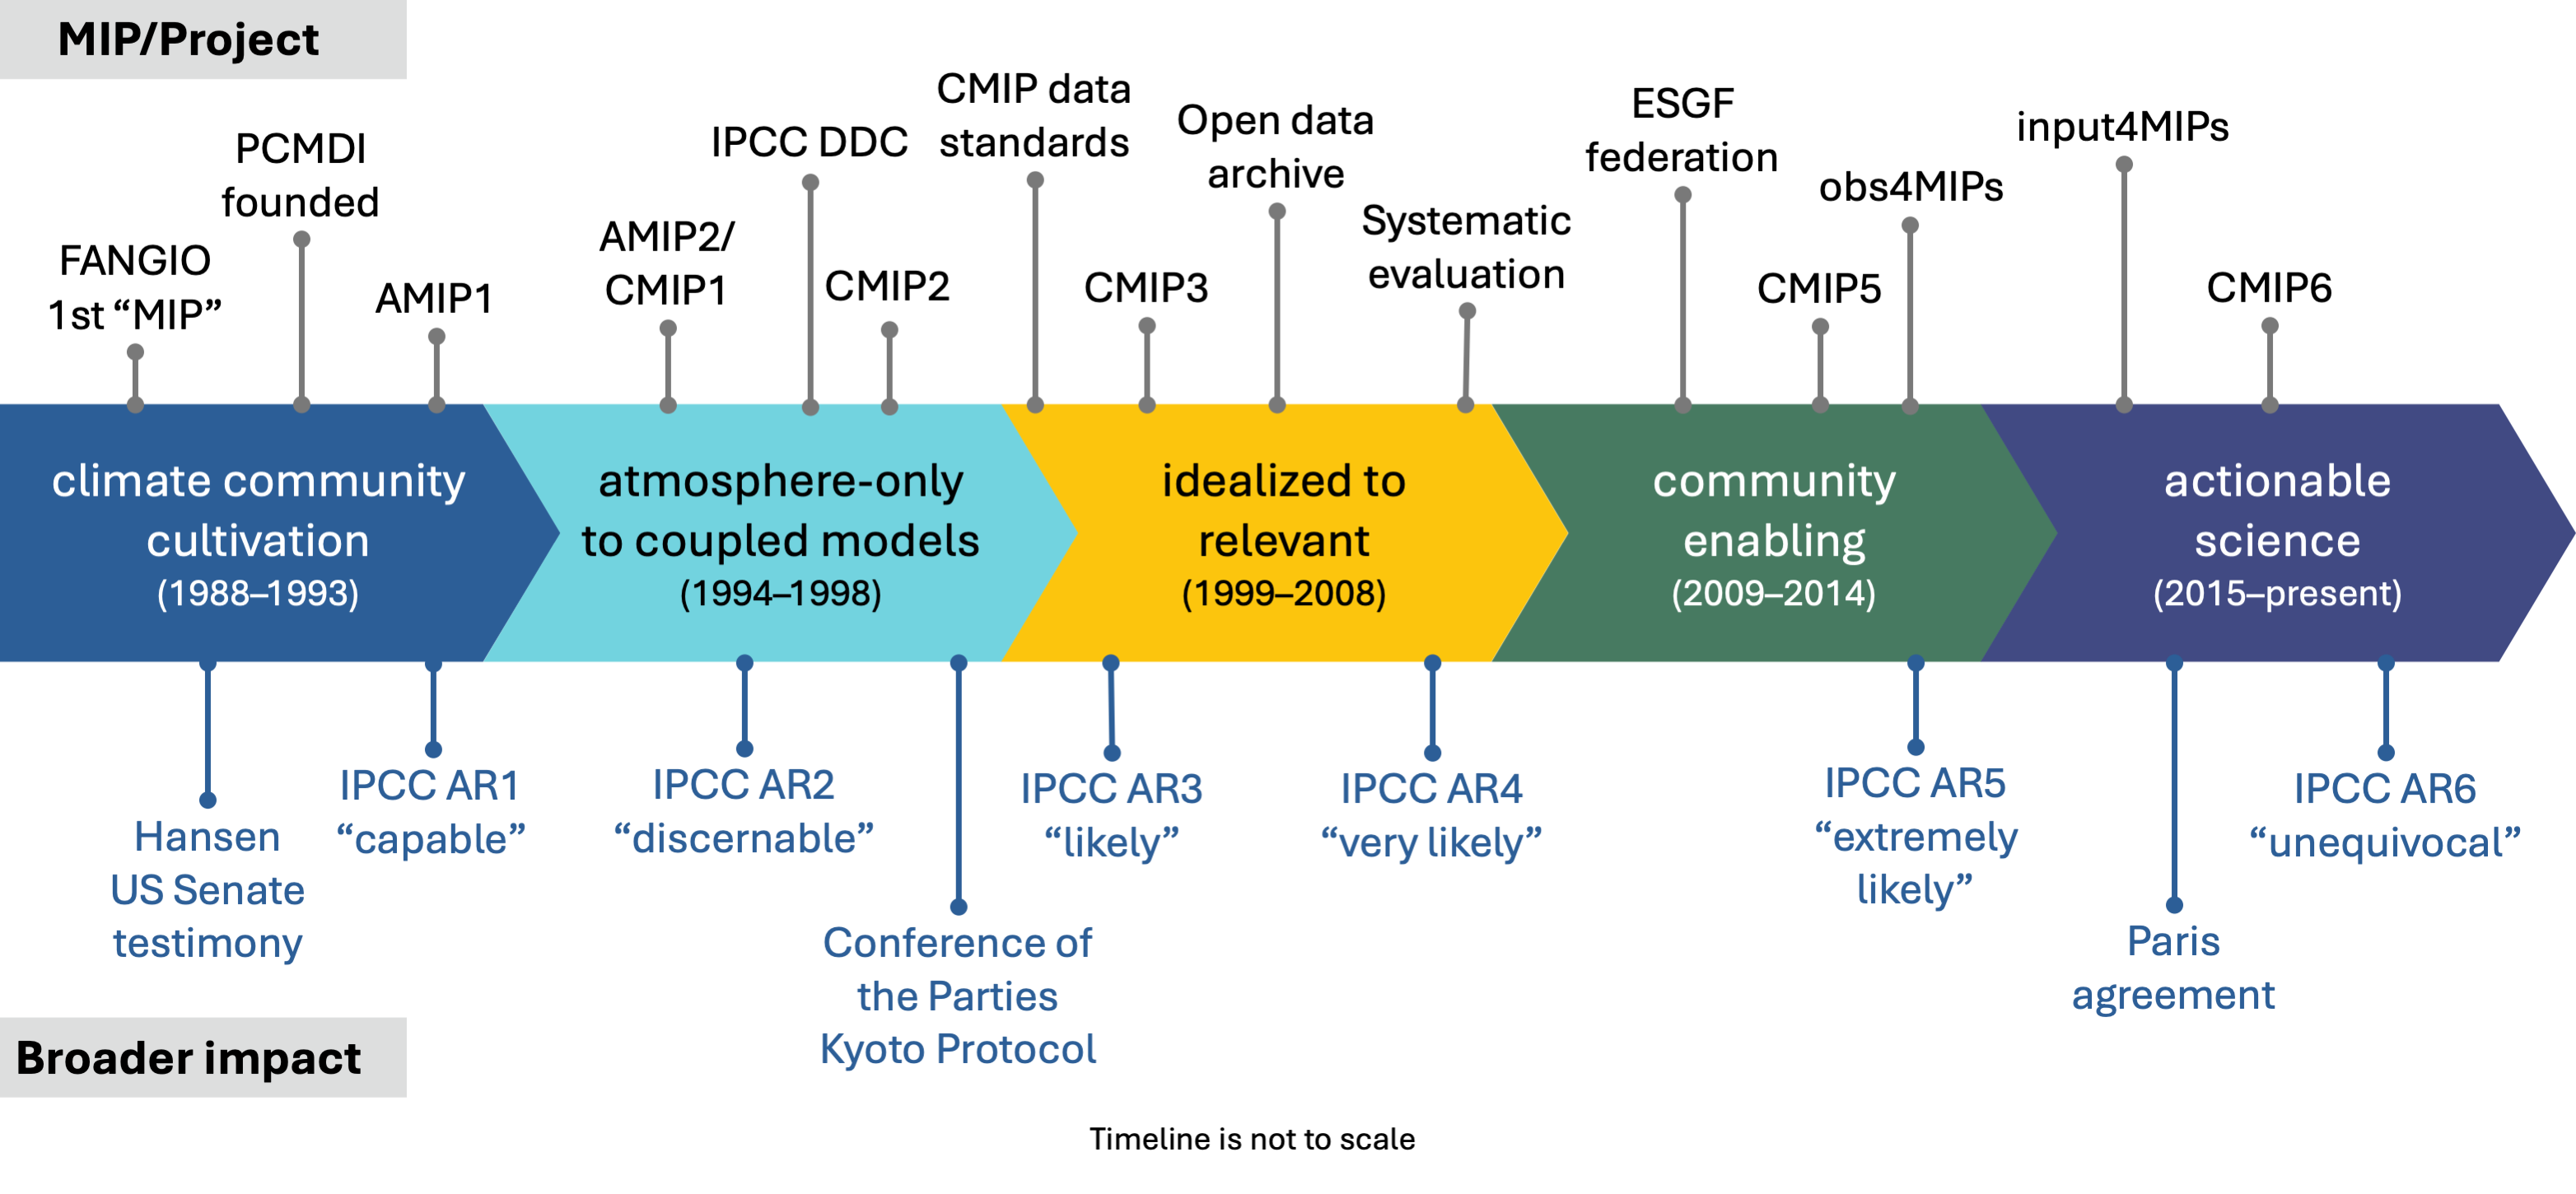 MIP/Project
FANGIO
1st “MIP”
PCMDI
founded
AMIP1
AMIP2/
CMIP1
IPCC DDC
CMIP2
CMIP data
standards
CMIP3
Open data
archive
Systematic
evaluation
ESGF
federation
CMIP5
obs4MIPs
input4MIPs
CMIP6
climate community
cultivation
(1988–1993)
atmosphere-only
to coupled models
(1994–1998)
idealized to
relevant
(1999–2008)
community
enabling
(2009–2014)
actionable
science
(2015–present)
Hansen
US Senate
testimony
IPCC AR1
“capable”
IPCC AR2
“discernable”
Conference of
the Parties
Kyoto Protocol
IPCC AR3
“likely”
IPCC AR4
“very likely”
IPCC AR5
“extremely
likely”
Paris
agreement
IPCC AR6
“unequivocal”
Broader impact
Timeline is not to scale